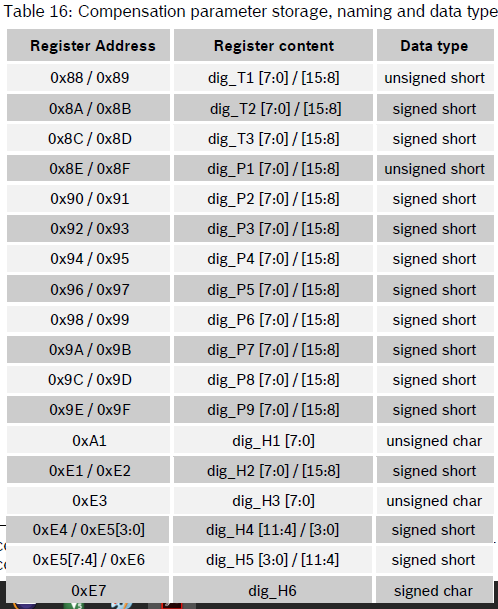 Table 16: Compensation parameter storage, naming and data type
Register Address Register content Data type
0x88 / 0x89 dig_T1 [7:0] / [15:8] unsigned short
0x8A / 0x8B dig_T2 [7:0] / [15:8] signed short
0x8C / 0x8D dig_T3 [7:0] / [15:8] signed short
0x8E / 0x8F dig_P1 [7:0] / [15:8] unsigned short
0x90 / 0x91 dig_P2 [7:0] / [15:8] signed short
0x92 / 0x93 dig_P3 [7:0] / [15:8] signed short
0x94 / 0x95 dig_P4 [7:0] / [15:8] signed short
0x96 / 0x97 dig_P5 [7:0] / [15:8] signed short
0x98 / 0x99 dig_P6 [7:0] / [15:8] signed short
0x9A / 0x9B dig_P7 [7:0] / [15:8] signed short
0x9C / 0x9D dig_P8 [7:0] / [15:8] signed short
0x9E / 0x9F dig_P9 [7:0] / [15:8] signed short
0xA1 dig_H1 [7:0] unsigned char
0xE1 / 0xE2 dig_H2 [7:0] / [15:8] signed short
0xE3 dig_H3 [7:0] unsigned char
0xE4 / 0xE5[3:0] dig_H4 [11:4] / [3:0] signed short
0xE5[7:4] / 0xE6 dig_H5 [3:0] / [11:4] signed short
0xE7 dig_H6 signed char